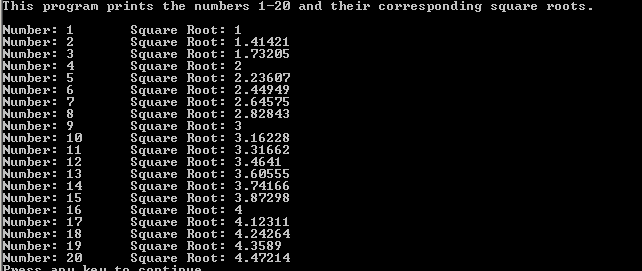 This program prints the numbers 1-20 and their corresponding square roots.
Number: 1 Square Root: 1
Number: 2 Square Root: 1.41421
Number: 3 Square Root: 1.73205
Number: 4 Square Root: 2
Number: 5 Square Root: 2.23607
Number: 6 Square Root: 2.44949
Number: 7 Square Root: 2.64575
Number: 8 Square Root: 2.82843
Number: 9 Square Root: 3
Number: 10 Square Root: 3.16228
Number: 11 Square Root: 3.31662
Number: 12 Square Root: 3.4641
Number: 13 Square Root: 3.60555
Number: 14 Square Root: 3.74166
Number: 15 Square Root: 3.87298
Number: 16 Square Root: 4
Number: 17 Square Root: 4.12311
Number: 18 Square Root: 4.24264
Number: 19 Square Root: 4.3589
Number: 20 Square Root: 4.47214
Press any key to continue